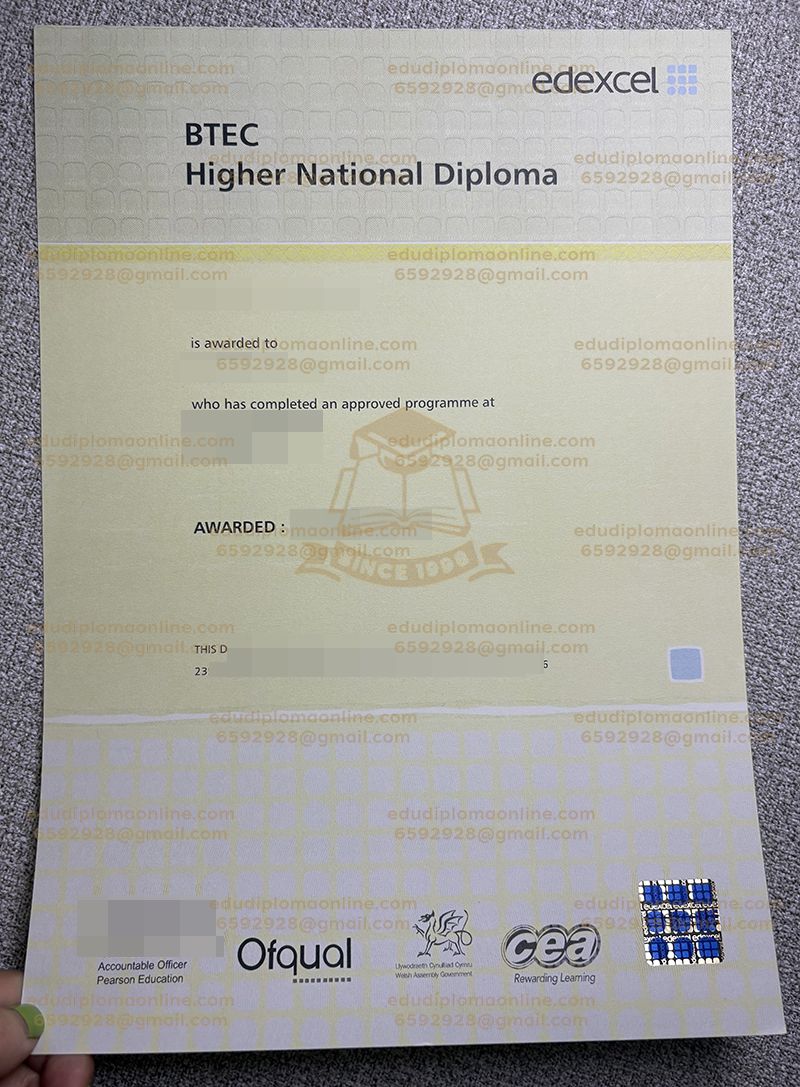 edexcel
BTEC
Higher National Diploma
is awarded to
who has completed an approved programme at
AWARDED :
THIS D
23 6
Accountable Officer
Pearson Education
Ofqual
Llywodraeth Cynulliad Cymru
Welsh Assembly Government
cea
Rewarding Learning
SINCE 1998
edudiplomaonline.com
6592928@gmail.com